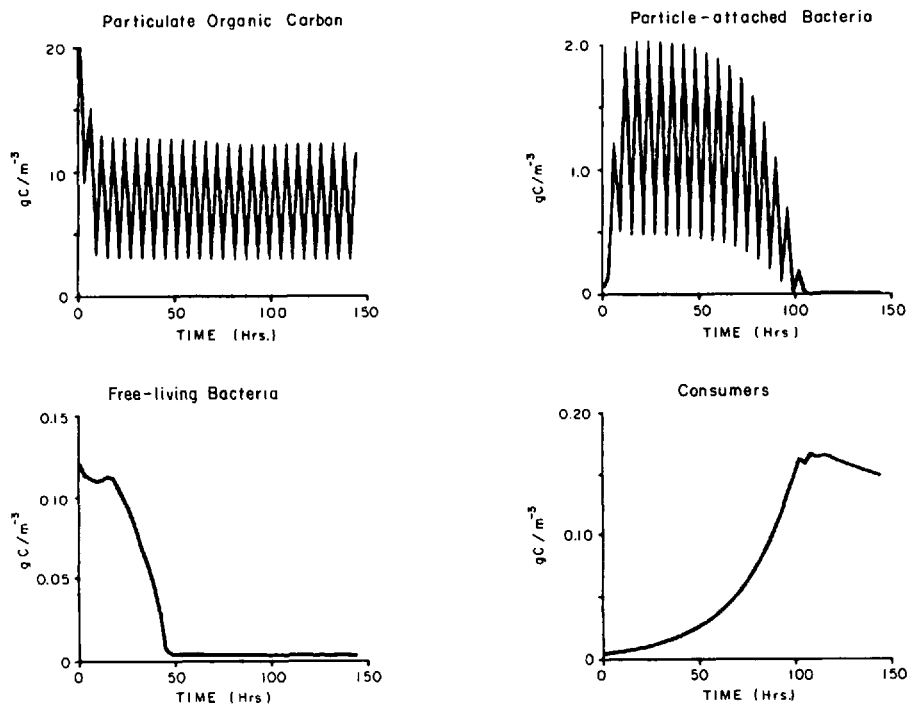 Particulate Organic Carbon
20
10
0
gC/m⁻³
0 50 100 150
TIME (Hrs.)
Particle-attached Bacteria
2.0
1.0
0
gC/m⁻³
0 50 100 150
TIME (Hrs)
Free-living Bacteria
0.15
0.10
0.05
0
gC/m⁻³
0 50 100 150
TIME (Hrs)
Consumers
0.20
0.10
0
gC/m⁻³
0 50 100 150
TIME (Hrs.)